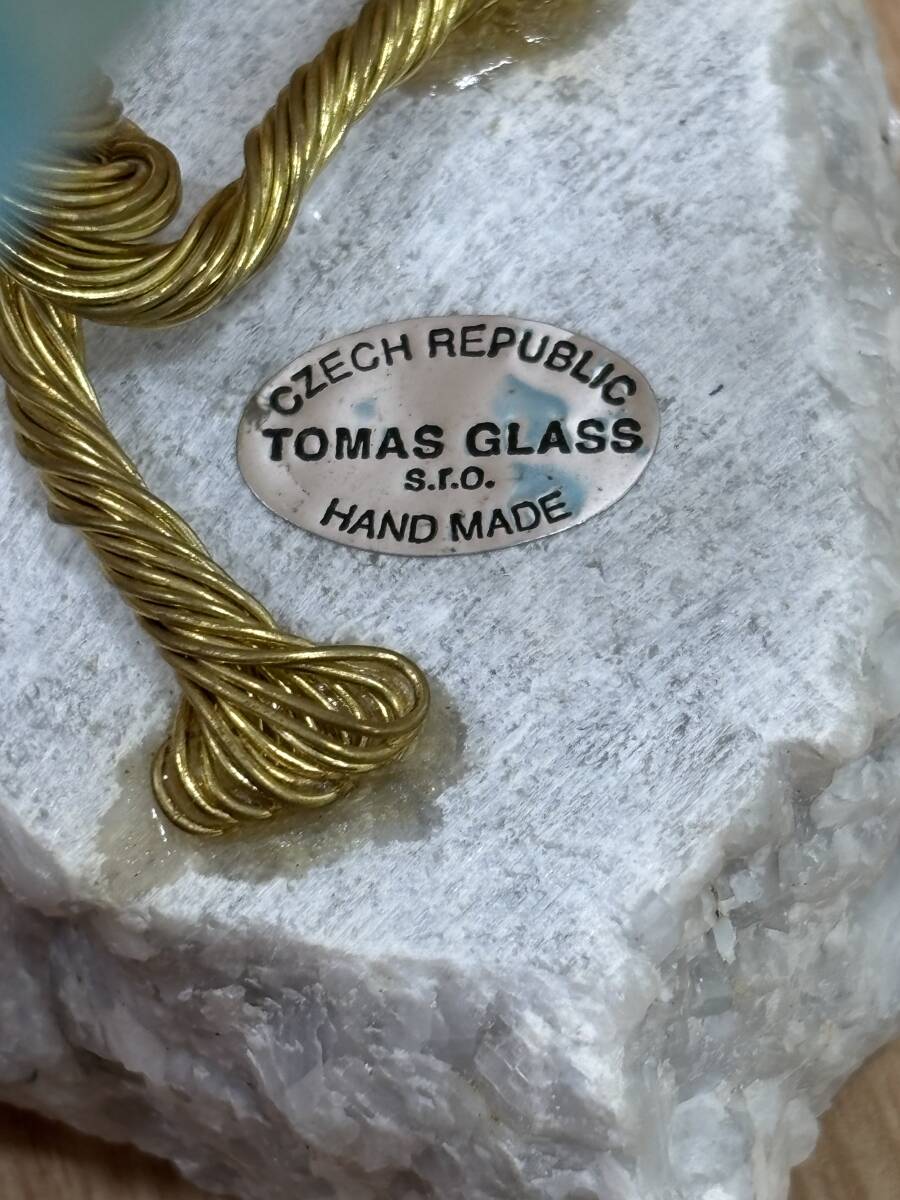 CZECH REPUBLIC
TOMAS GLASS
s.r.o.
HAND MADE